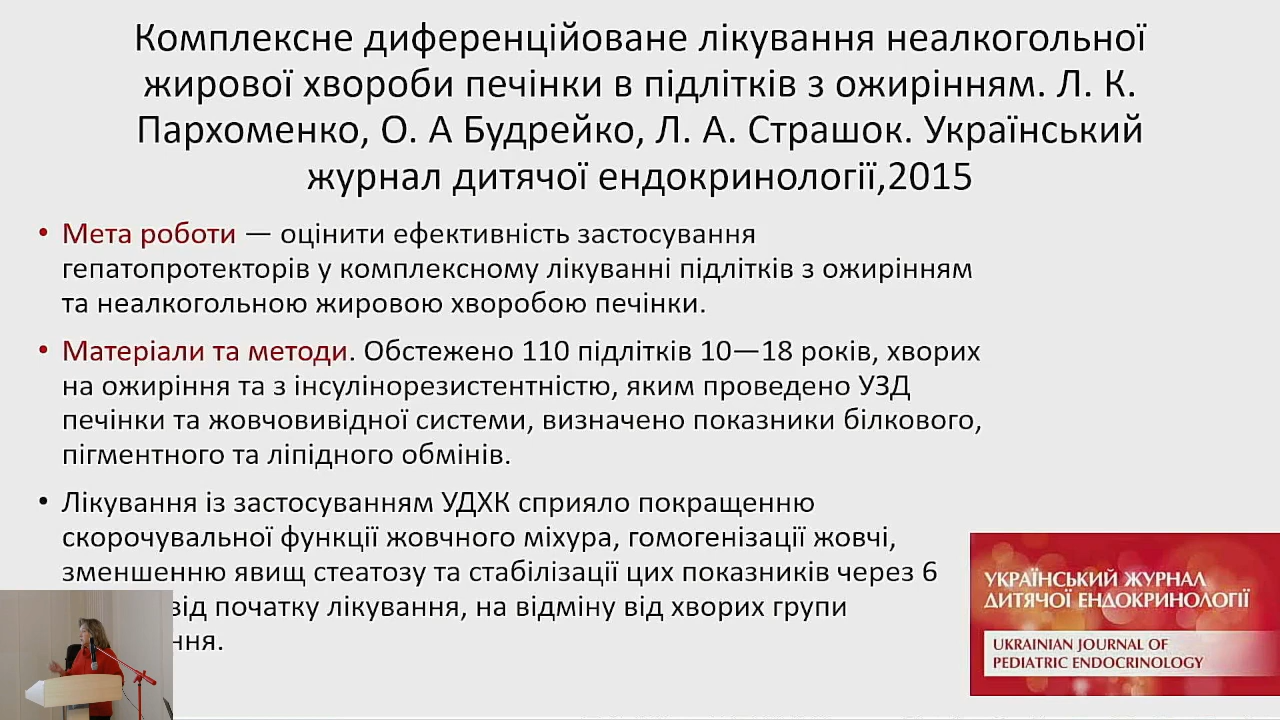 Комплексне диференційоване лікування неалкогольної
жирової хвороби печінки в підлітків з ожирінням. Л. К.
Пархоменко, О. А Будрейко, Л. А. Страшок. Український
журнал дитячої ендокринології,2015
• Мета роботи — оцінити ефективність застосування
гепатопротекторів у комплексному лікуванні підлітків з ожирінням
та неалкогольною жировою хворобою печінки.
• Матеріали та методи. Обстежено 110 підлітків 10—18 років, хворих
на ожиріння та з інсулінорезистентністю, яким проведено УЗД
печінки та жовчовивідної системи, визначено показники білкового,
пігментного та ліпідного обмінів.
• Лікування із застосуванням УДХК сприяло покращенню
скорочувальної функції жовчного міхура, гомогенізації жовчі,
зменшенню явищ стеатозу та стабілізації цих показників через 6
від початку лікування, на відміну від хворих групи
ння.
УКРАЇНСЬКИЙ ЖУРНАЛ
ДИТЯЧОЇ ЕНДОКРИНОЛОГІЇ
UKRAINIAN JOURNAL OF
PEDIATRIC ENDOCRINOLOGY